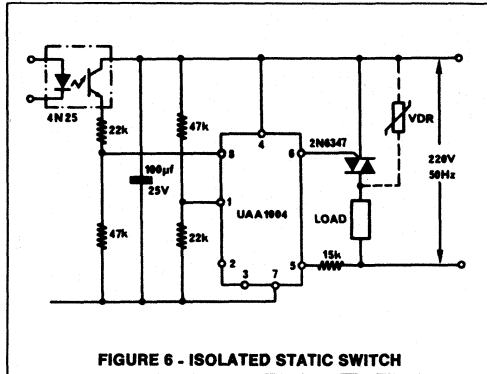 4N25
22k
47k
100µf
25V
47k
22k
8
1
2
3
7
4
6
5
UAA1004
2N6347
VDR
LOAD
15k
220V
50Hz
FIGURE 6 - ISOLATED STATIC SWITCH